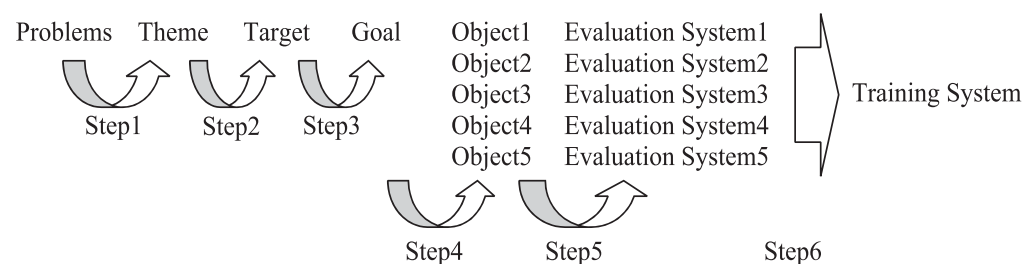 Problems Theme Target Goal Object1 Evaluation System1
Object2 Evaluation System2
Object3 Evaluation System3 Training System
Step1 Step2 Step3 Object4 Evaluation System4
Object5 Evaluation System5
Step4 Step5 Step6